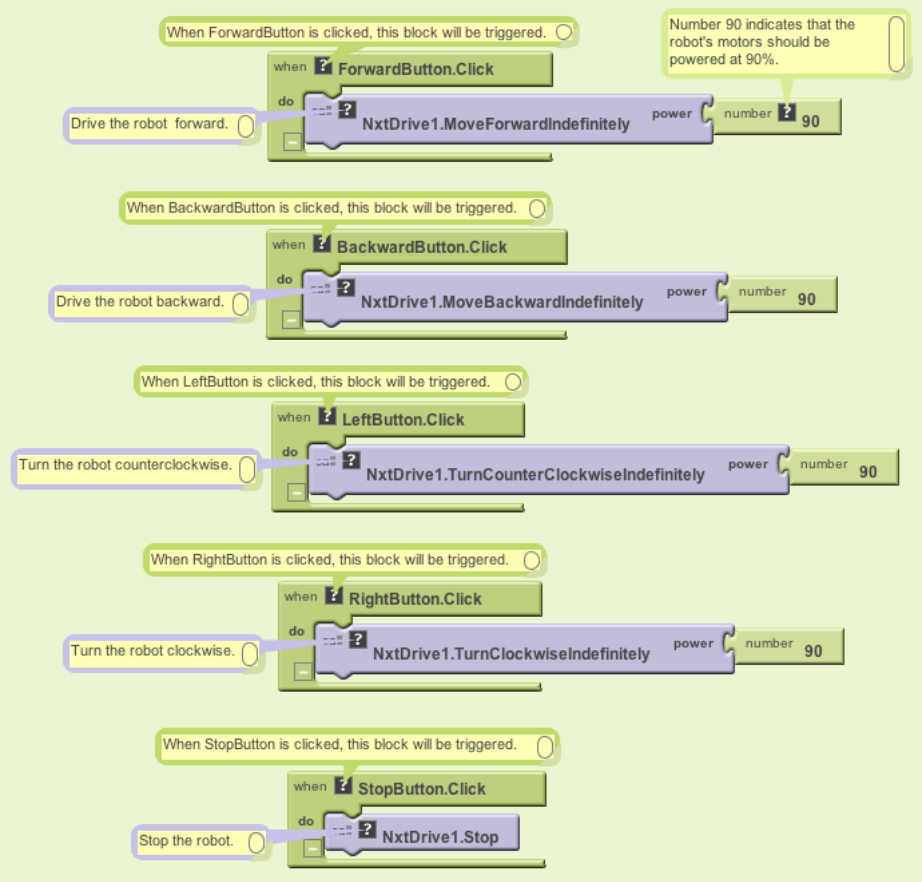 When ForwardButton is clicked, this block will be triggered.
Number 90 indicates that the
robot's motors should be
powered at 90%.
when ? ForwardButton.Click
do
Drive the robot forward.
call ? NxtDrive1.MoveForwardIndefinitely power number ? 90
When BackwardButton is clicked, this block will be triggered.
when ? BackwardButton.Click
do
Drive the robot backward.
call ? NxtDrive1.MoveBackwardIndefinitely power number 90
When LeftButton is clicked, this block will be triggered.
when ? LeftButton.Click
do
Turn the robot counterclockwise.
call ? NxtDrive1.TurnCounterClockwiseIndefinitely power number 90
When RightButton is clicked, this block will be triggered.
when ? RightButton.Click
do
Turn the robot clockwise.
call ? NxtDrive1.TurnClockwiseIndefinitely power number 90
When StopButton is clicked, this block will be triggered.
when ? StopButton.Click
do
Stop the robot.
call ? NxtDrive1.Stop